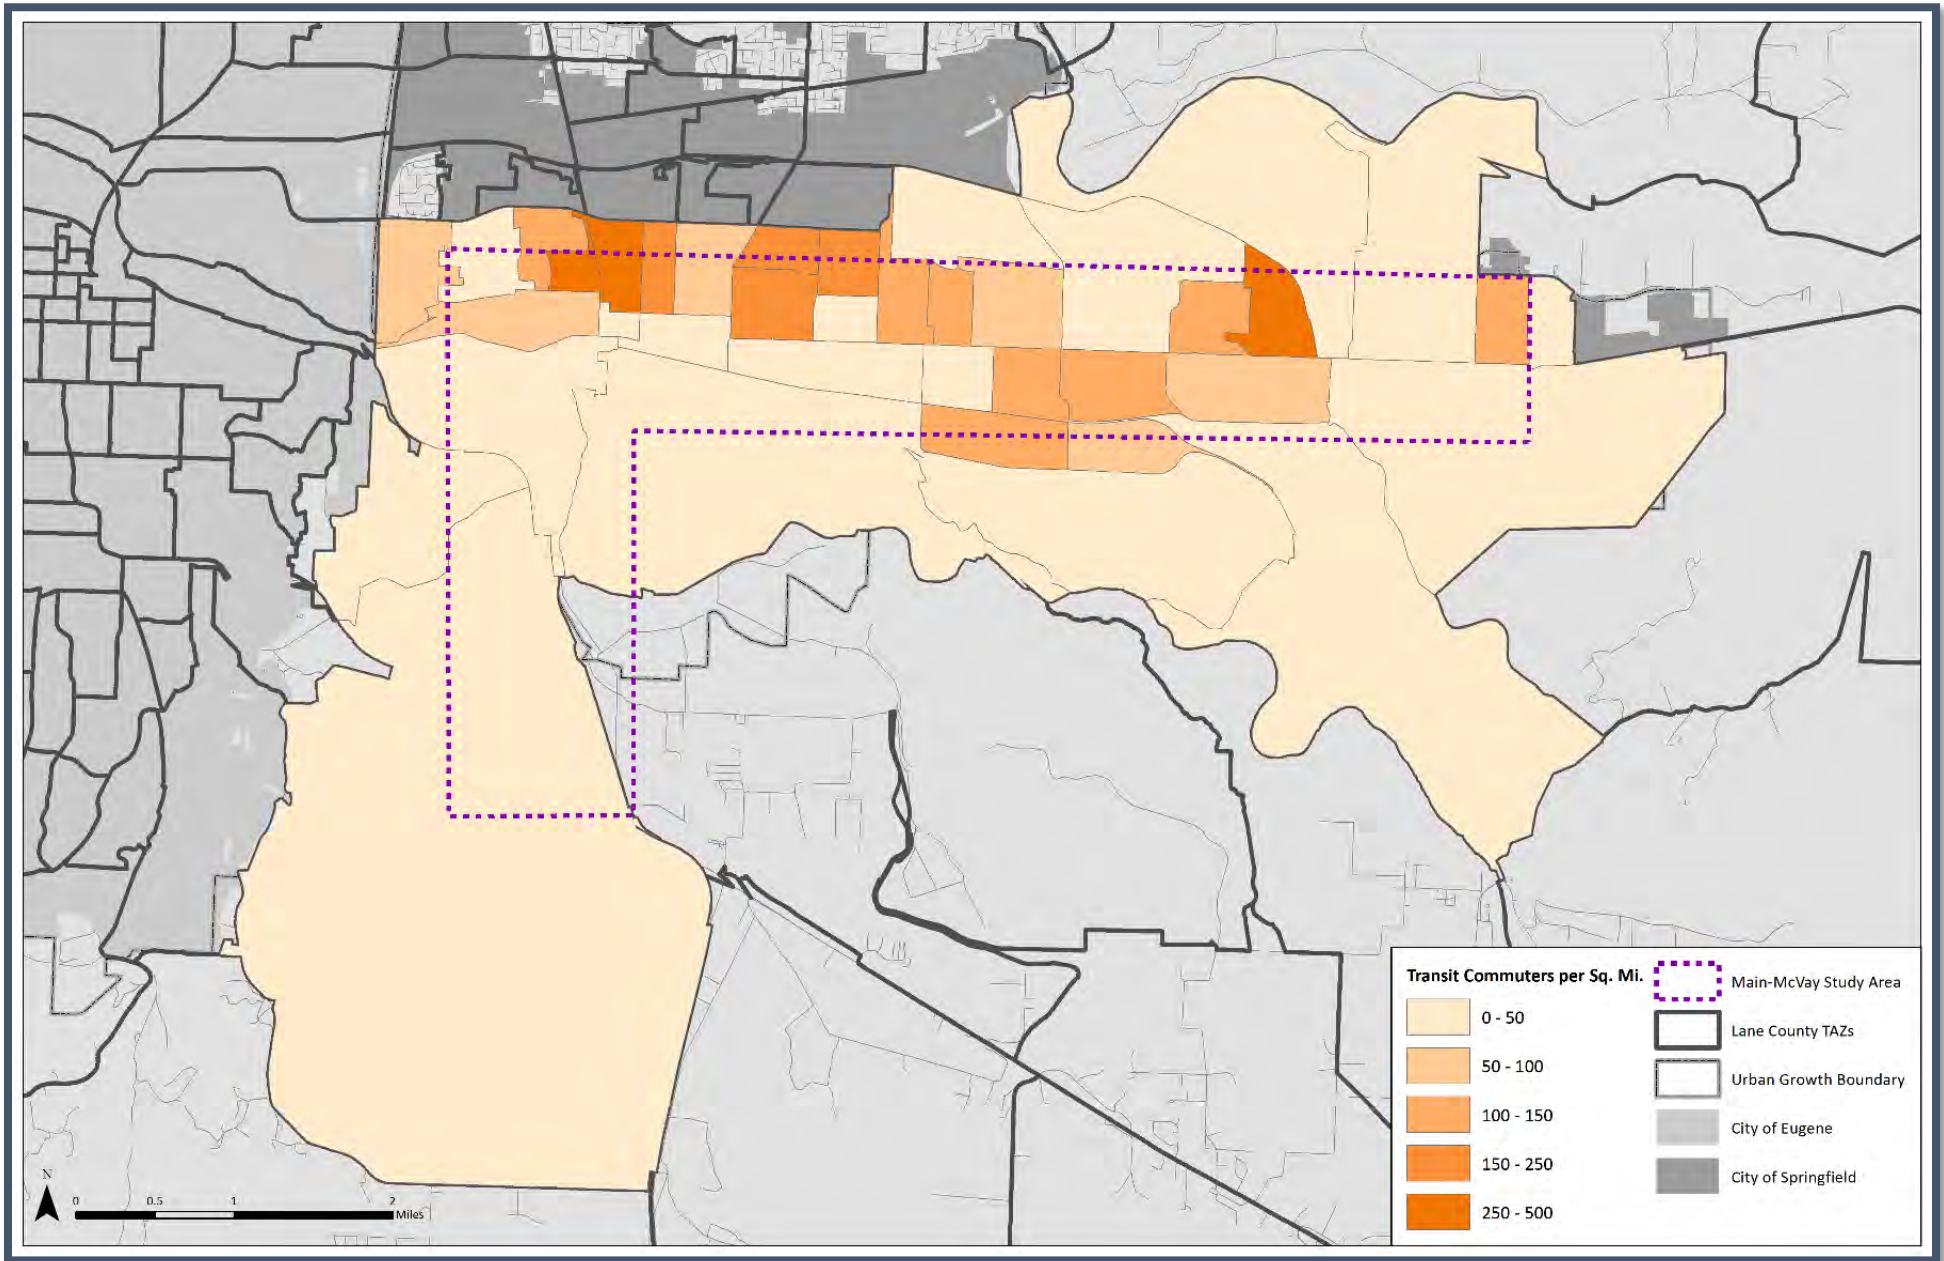 Transit Commuters per Sq. Mi.
0 - 50
50 - 100
100 - 150
150 - 250
250 - 500
Main-McVay Study Area
Lane County TAZs
Urban Growth Boundary
City of Eugene
City of Springfield
N
0 0.5 1 2
Miles